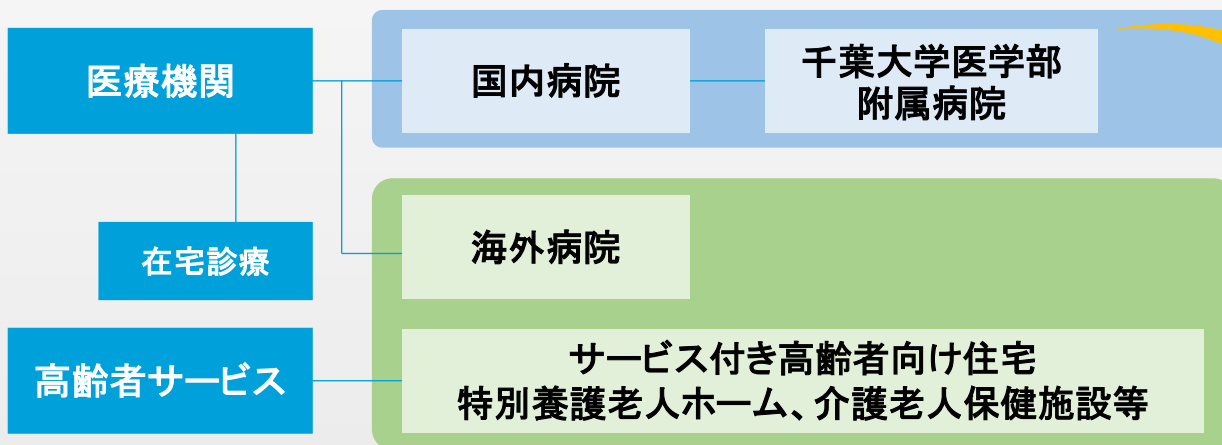 医療機関
国内病院
千葉大学医学部
附属病院
在宅診療
海外病院
高齢者サービス
サービス付き高齢者向け住宅
特別養護老人ホーム、介護老人保健施設等